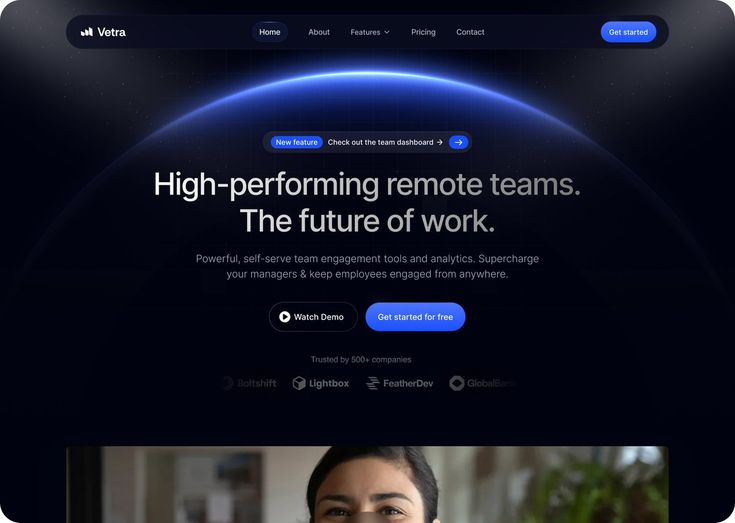 Vetra
Home
About
Features
Pricing
Contact
Get started
New feature
Check out the team dashboard →
High-performing remote teams.
The future of work.
Powerful, self-serve team engagement tools and analytics. Supercharge
your managers & keep employees engaged from anywhere.
Watch Demo
Get started for free
Trusted by 500+ companies
Boltshift
Lightbox
FeatherDev
GlobalBank